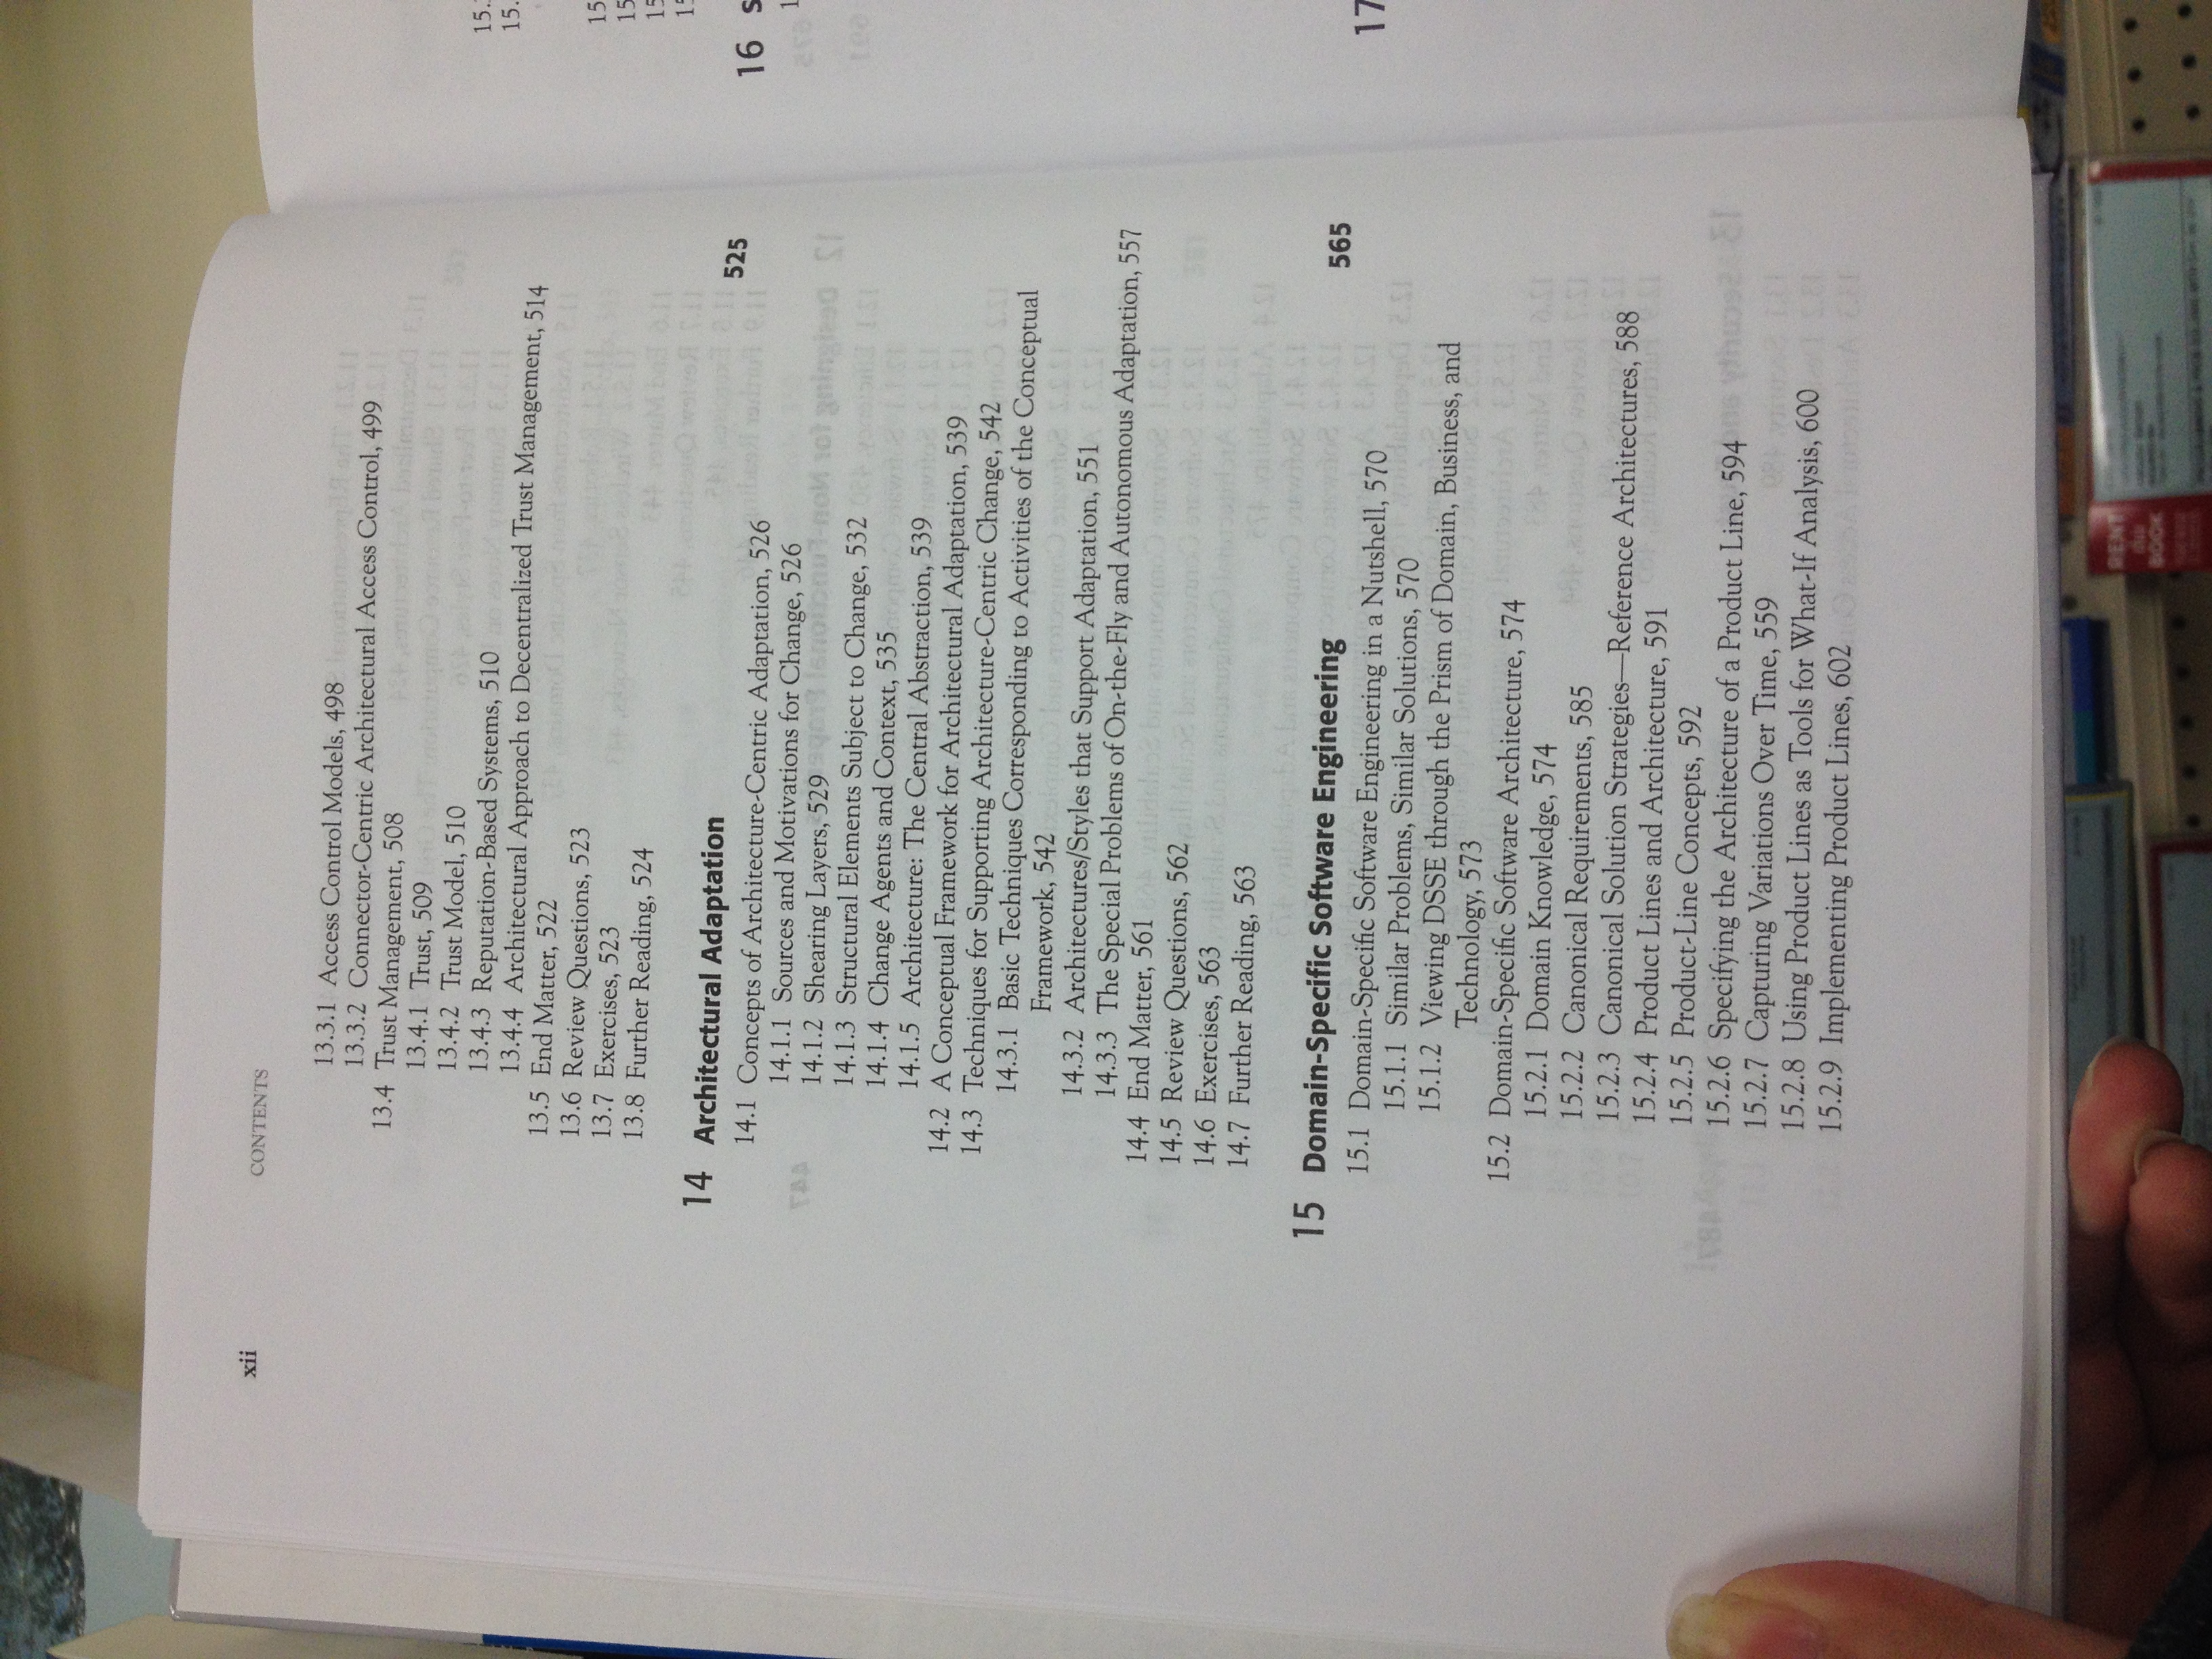 xii CONTENTS
13.3.1 Access Control Models, 498
13.3.2 Connector-Centric Architectural Access Control, 499
13.4 Trust Management, 508
13.4.1 Trust, 509
13.4.2 Trust Model, 510
13.4.3 Reputation-Based Systems, 510
13.4.4 Architectural Approach to Decentralized Trust Management, 514
13.5 End Matter, 522
13.6 Review Questions, 523
13.7 Exercises, 523
13.8 Further Reading, 524
14 Architectural Adaptation 525
14.1 Concepts of Architecture-Centric Adaptation, 526
14.1.1 Sources and Motivations for Change, 526
14.1.2 Shearing Layers, 529
14.1.3 Structural Elements Subject to Change, 532
14.1.4 Change Agents and Context, 535
14.1.5 Architecture: The Central Abstraction, 539
14.2 A Conceptual Framework for Architectural Adaptation, 539
14.3 Techniques for Supporting Architecture-Centric Change, 542
14.3.1 Basic Techniques Corresponding to Activities of the Conceptual
Framework, 542
14.3.2 Architectures/Styles that Support Adaptation, 551
14.3.3 The Special Problems of On-the-Fly and Autonomous Adaptation, 557
14.4 End Matter, 561
14.5 Review Questions, 562
14.6 Exercises, 563
14.7 Further Reading, 563
15 Domain-Specific Software Engineering 565
15.1 Domain-Specific Software Engineering in a Nutshell, 570
15.1.1 Similar Problems, Similar Solutions, 570
15.1.2 Viewing DSSE through the Prism of Domain, Business, and
Technology, 573
15.2 Domain-Specific Software Architecture, 574
15.2.1 Domain Knowledge, 574
15.2.2 Canonical Requirements, 585
15.2.3 Canonical Solution Strategies—Reference Architectures, 588
15.2.4 Product Lines and Architecture, 591
15.2.5 Product-Line Concepts, 592
15.2.6 Specifying the Architecture of a Product Line, 594
15.2.7 Capturing Variations Over Time, 559
15.2.8 Using Product Lines as Tools for What-If Analysis, 600
15.2.9 Implementing Product Lines, 602
16
17
RENT
BOOK